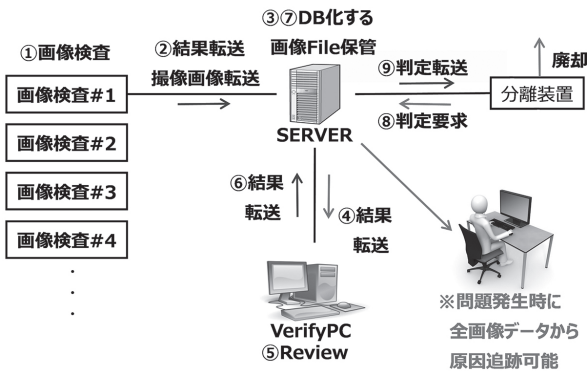 ③⑦DB化する
画像File保管
①画像検査
②結果転送
撮像画像転送
画像検査#1
画像検査#2
画像検査#3
画像検査#4
SERVER
⑨判定転送
⑧判定要求
廃却
分離装置
⑥結果
転送
④結果
転送
VerifyPC
⑤Review
※問題発生時に
全画像データから
原因追跡可能